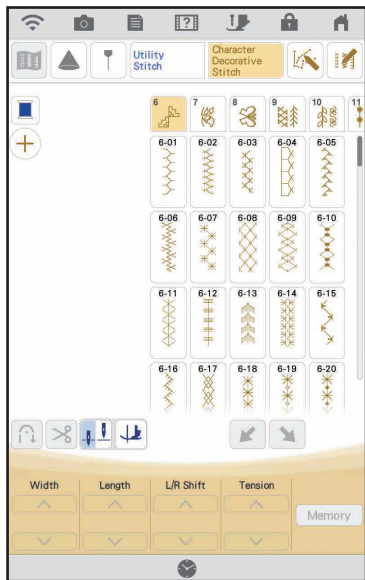 Utility
Stitch
Character
Decorative
Stitch
6 7 8 9 10 11
6-01 6-02 6-03 6-04 6-05
6-06 6-07 6-08 6-09 6-10
6-11 6-12 6-13 6-14 6-15
6-16 6-17 6-18 6-19 6-20
Width Length L/R Shift Tension
Memory